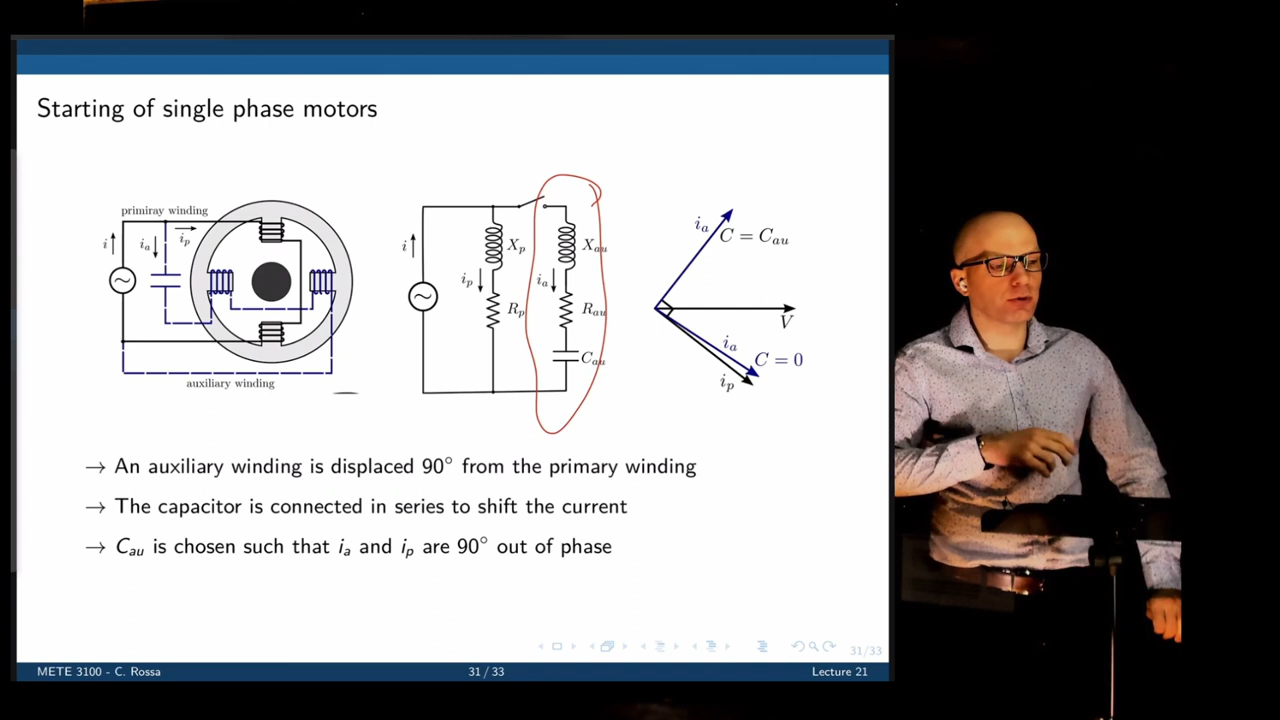 Starting of single phase motors
primiray winding
i
i_a
i_p
auxiliary winding
i
X_p
i_p
R_p
X_au
i_a
R_au
C_au
i_a
C = C_au
V
i_a
C = 0
i_p
→ An auxiliary winding is displaced 90° from the primary winding
→ The capacitor is connected in series to shift the current
→ C_au is chosen such that i_a and i_p are 90° out of phase
31/33
METE 3100 - C. Rossa
31 / 33
Lecture 21